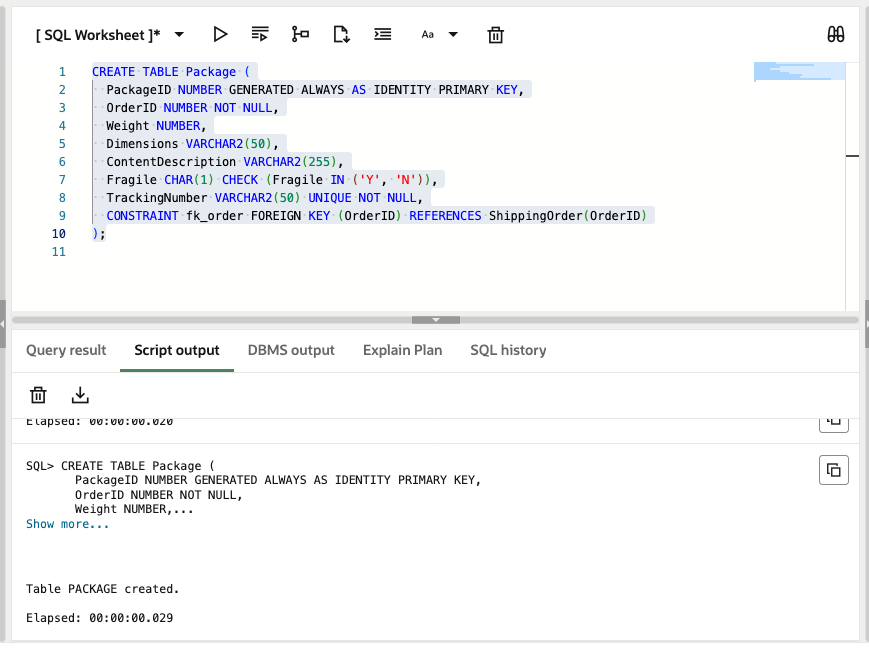 [ SQL Worksheet ]*
Aa
1 CREATE TABLE Package (
2 PackageID NUMBER GENERATED ALWAYS AS IDENTITY PRIMARY KEY,
3 OrderID NUMBER NOT NULL,
4 Weight NUMBER,
5 Dimensions VARCHAR2(50),
6 ContentDescription VARCHAR2(255),
7 Fragile CHAR(1) CHECK (Fragile IN ('Y', 'N')),
8 TrackingNumber VARCHAR2(50) UNIQUE NOT NULL,
9 CONSTRAINT fk_order FOREIGN KEY (OrderID) REFERENCES ShippingOrder(OrderID)
10 );
11
Query result Script output DBMS output Explain Plan SQL history
Elapsed: 00:00:00.020
SQL> CREATE TABLE Package (
PackageID NUMBER GENERATED ALWAYS AS IDENTITY PRIMARY KEY,
OrderID NUMBER NOT NULL,
Weight NUMBER,...
Show more...
Table PACKAGE created.
Elapsed: 00:00:00.029